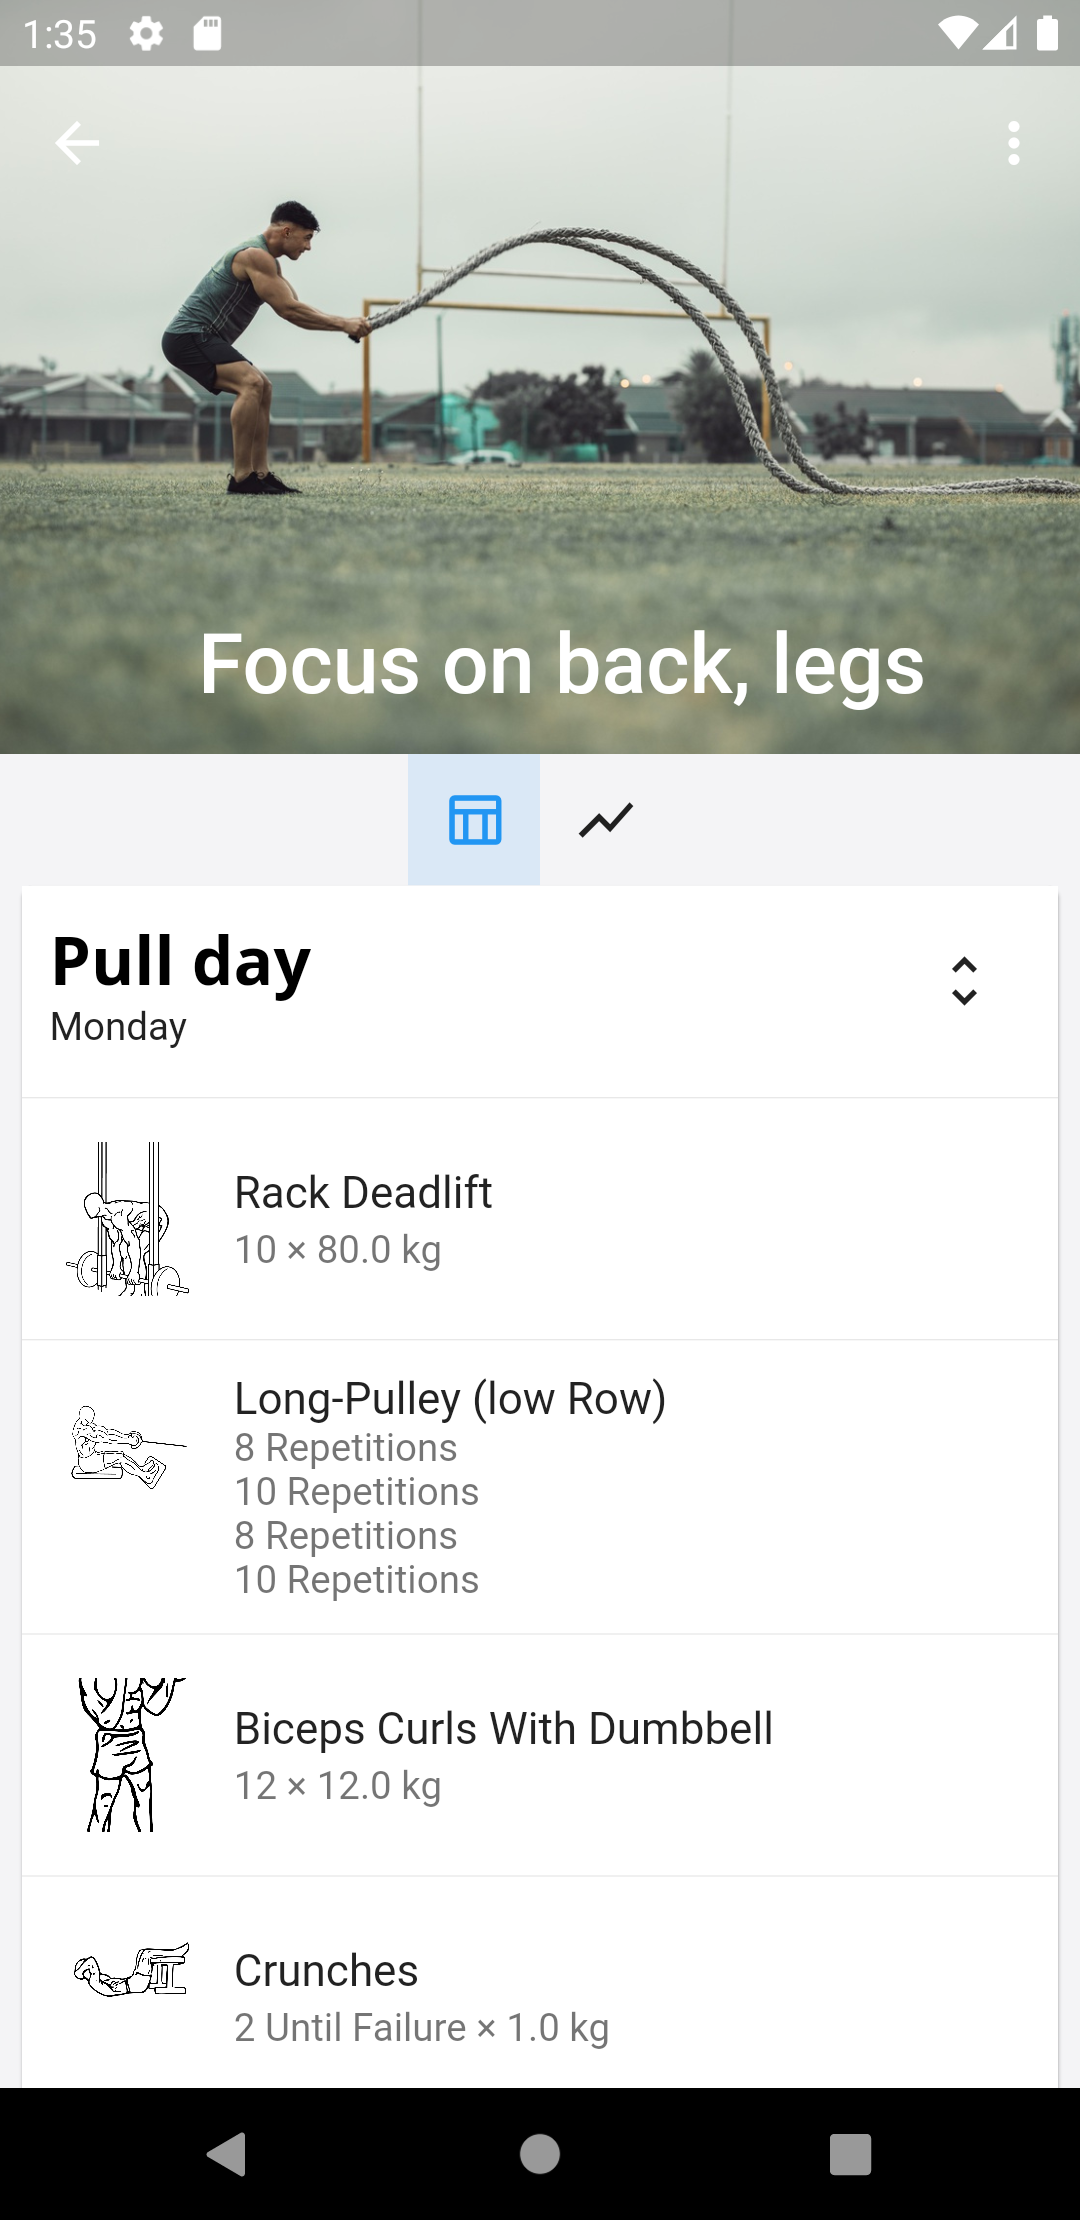 1:35
Focus on back, legs
Pull day
Monday
Rack Deadlift
10 × 80.0 kg
Long-Pulley (low Row)
8 Repetitions
10 Repetitions
8 Repetitions
10 Repetitions
Biceps Curls With Dumbbell
12 × 12.0 kg
Crunches
2 Until Failure × 1.0 kg